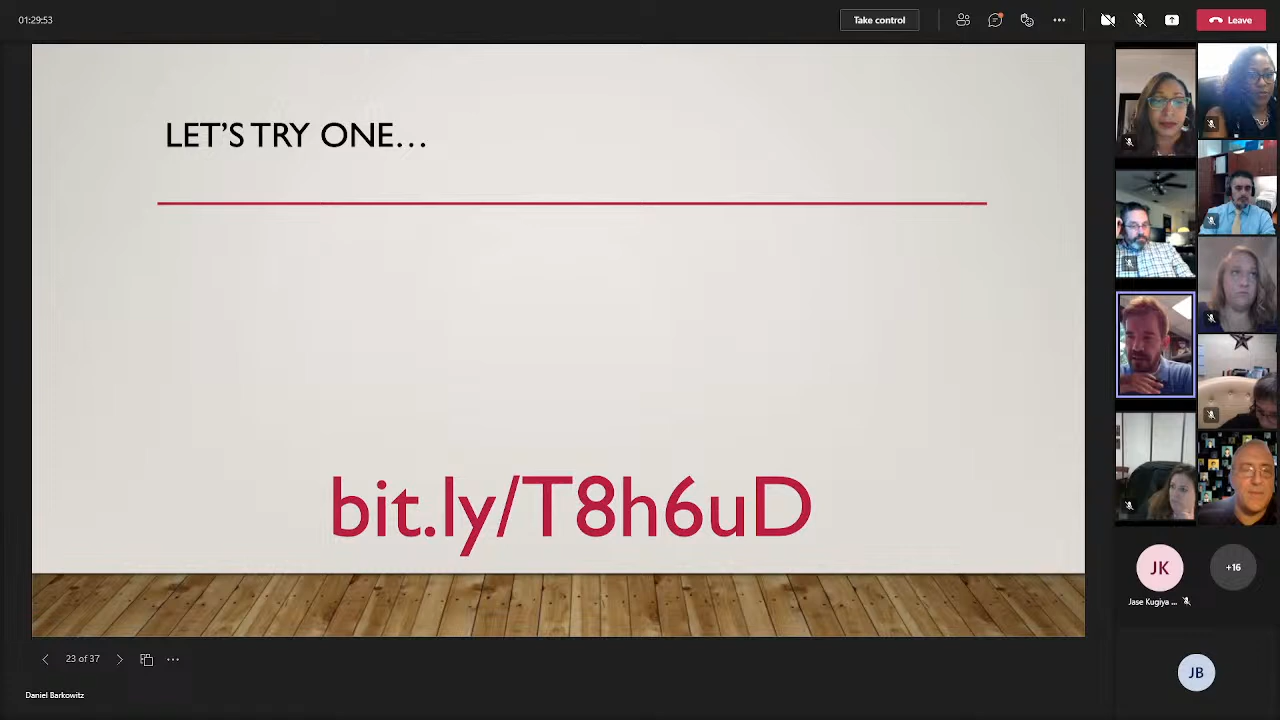 01:29:53
Take control
Leave
LET'S TRY ONE...
bit.ly/T8h6uD
JK
+16
Jase Kugiya ...
JB
23 of 37
Daniel Barkowitz